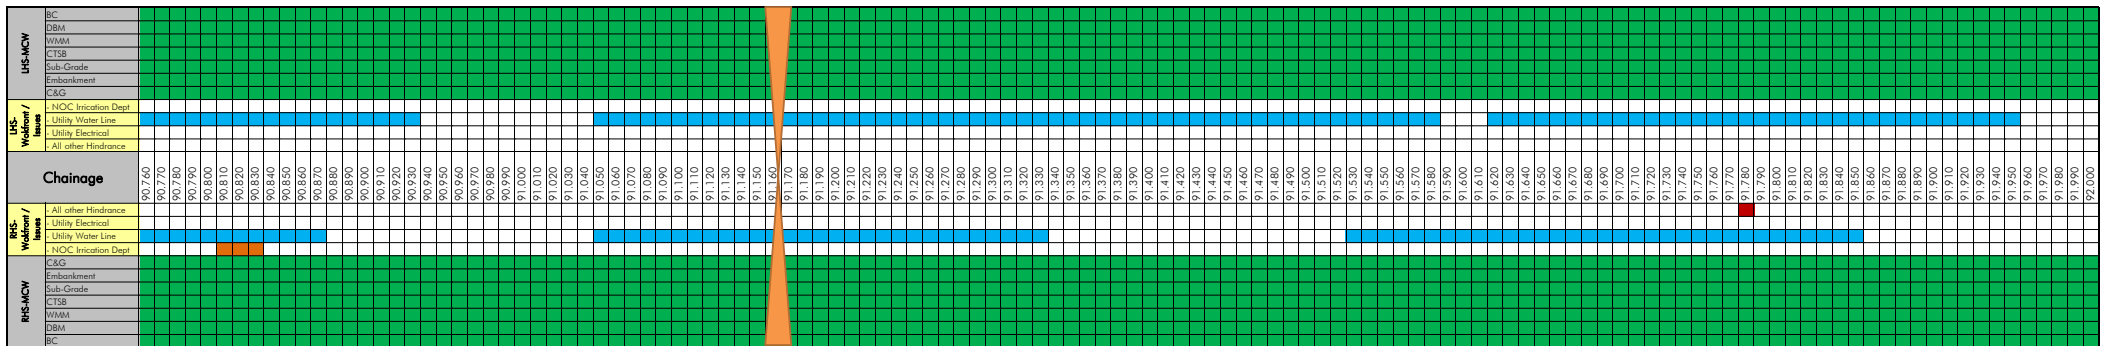 LHS-MCW
BC
DBM
WMM
CTSB
Sub-Grade
Embankment
C&G
LHS-
Wokfront /
Issues
- NOC Irrication Dept
- Utility Water Line
- Utility Electrical
- All other Hindrance
Chainage
90.760 90.770 90.780 90.790 90.800 90.810 90.820 90.830 90.840 90.850 90.860 90.870 90.880 90.890 90.900 90.910 90.920 90.930 90.940 90.950 90.960 90.970 90.980 90.990 91.000 91.010 91.020 91.030 91.040 91.050 91.060 91.070 91.080 91.090 91.100 91.110 91.120 91.130 91.140 91.150 91.160 91.170 91.180 91.190 91.200 91.210 91.220 91.230 91.240 91.250 91.260 91.270 91.280 91.290 91.300 91.310 91.320 91.330 91.340 91.350 91.360 91.370 91.380 91.390 91.400 91.410 91.420 91.430 91.440 91.450 91.460 91.470 91.480 91.490 91.500 91.510 91.520 91.530 91.540 91.550 91.560 91.570 91.580 91.590 91.600 91.610 91.620 91.630 91.640 91.650 91.660 91.670 91.680 91.690 91.700 91.710 91.720 91.730 91.740 91.750 91.760 91.770 91.780 91.790 91.800 91.810 91.820 91.830 91.840 91.850 91.860 91.870 91.880 91.890 91.900 91.910 91.920 91.930 91.940 91.950 91.960 91.970 91.980 91.990 92.000
RHS-
Wokfront /
Issues
- All other Hindrance
- Utility Electrical
- Utility Water Line
- NOC Irrication Dept
RHS-MCW
C&G
Embankment
Sub-Grade
CTSB
WMM
DBM
BC